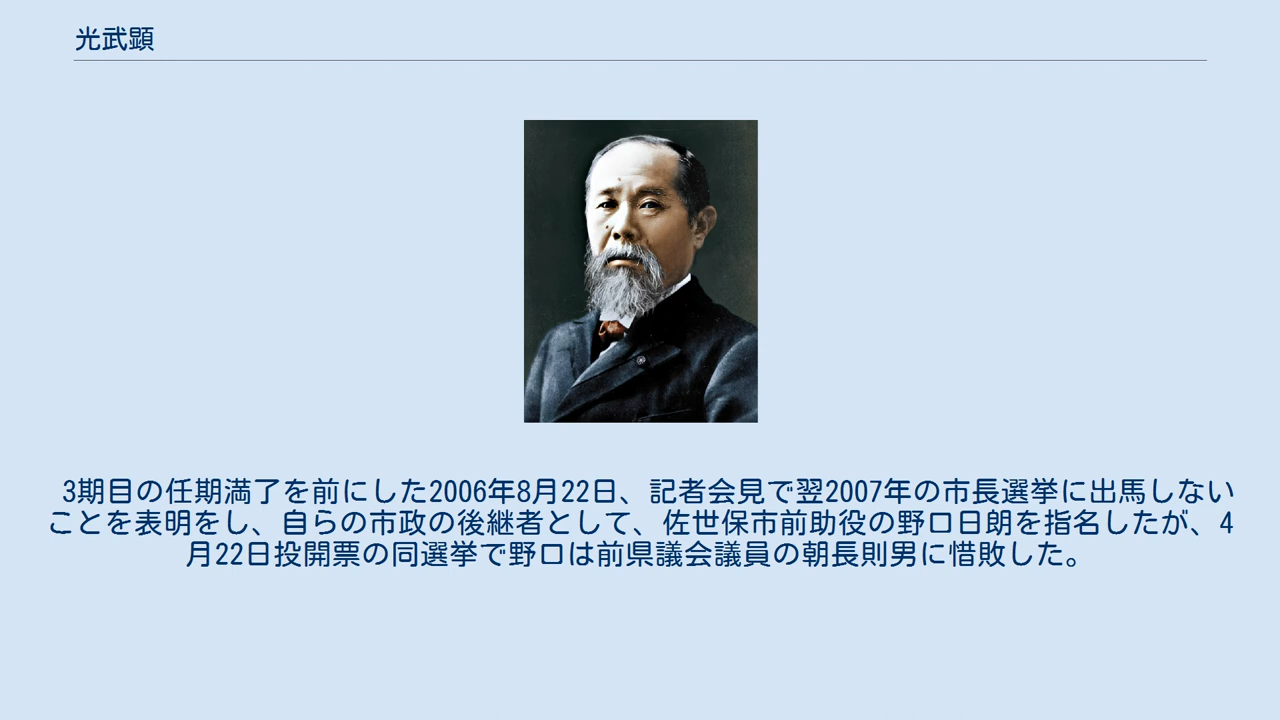 光武顕
3期目の任期満了を前にした2006年8月22日、記者会見で翌2007年の市長選挙に出馬しない
ことを表明をし、自らの市政の後継者として、佐世保市前助役の野口日朗を指名したが、4
月22日投開票の同選挙で野口は前県議会議員の朝長則男に惜敗した。